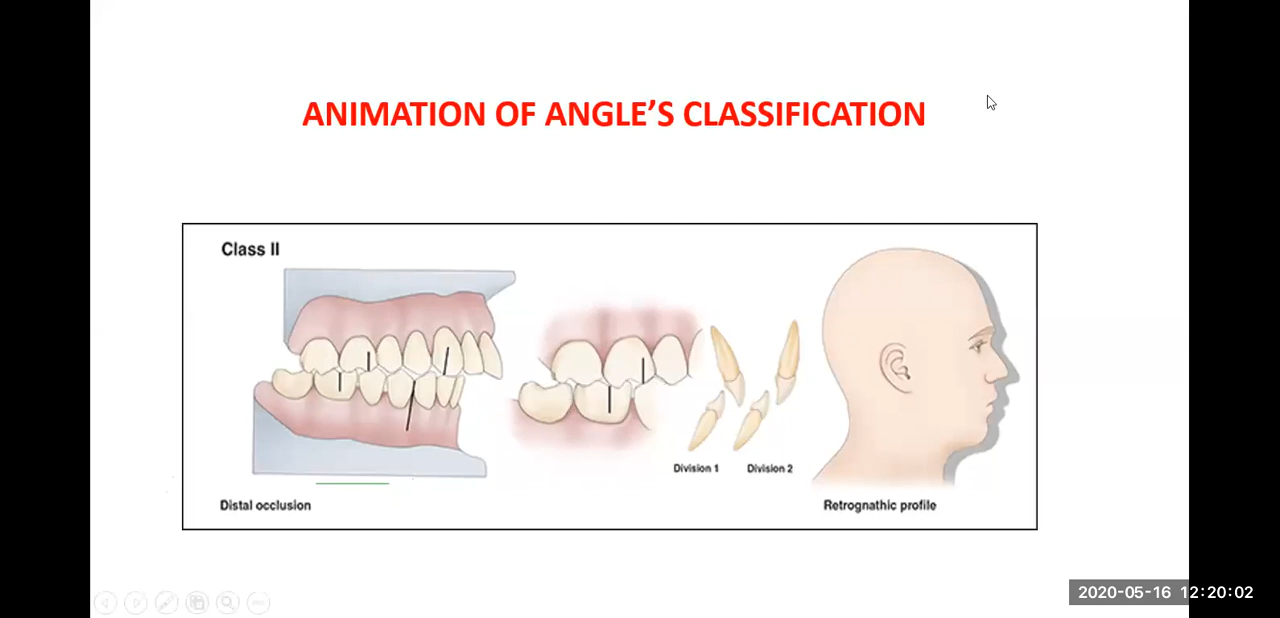 ANIMATION OF ANGLE’S CLASSIFICATION
Class II
Division 1
Division 2
Distal occlusion
Retrognathic profile
2020-05-16 12:20:02